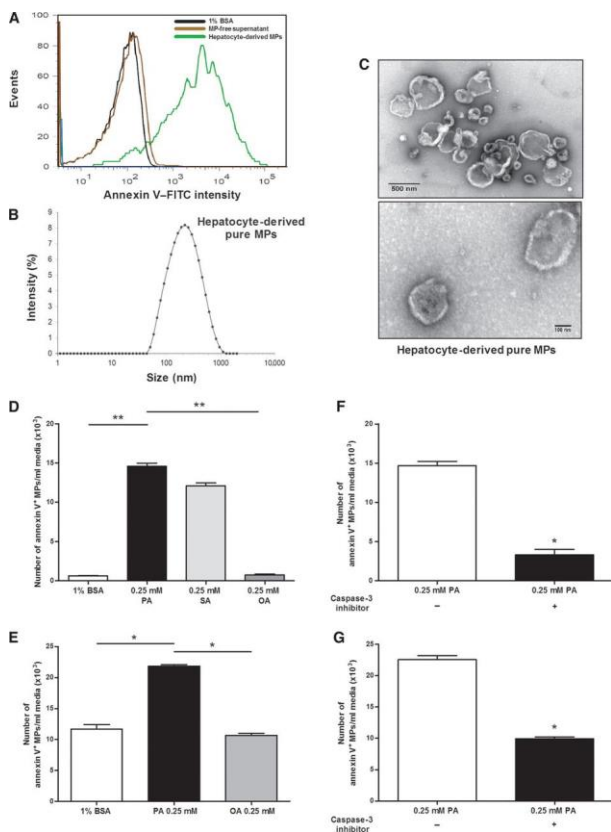 A
1% BSA
MP-free supernatant
Hepatocyte-derived MPs
Events
100
80
60
40
20
0
10¹ 10² 10³ 10⁴ 10⁵
Annexin V–FITC intensity
B
Hepatocyte-derived
pure MPs
Intensity (%)
9
8
7
6
5
4
3
2
1
0
1 10 100 1000 10,000
Size (nm)
C
500 nm
100 nm
Hepatocyte-derived pure MPs
D
Number of annexin V⁺ MPs/ml media (x10³)
20
15
10
5
0
** **
1% BSA 0.25 mM 0.25 mM 0.25 mM
PA SA OA
E
Number of
annexin V⁺ MPs/ml media (x10³)
25
20
15
10
5
0
* *
1% BSA PA 0.25 mM OA 0.25 mM
F
Number of
annexin V⁺ MPs/ml media (x10³)
20
15
10
5
0
*
0.25 mM PA 0.25 mM PA
Caspase-3
inhibitor
– +
G
Number of
annexin V⁺ MPs/ml media (x10³)
25
20
15
10
5
0
*
0.25 mM PA 0.25 mM PA
Caspase-3
inhibitor
– +